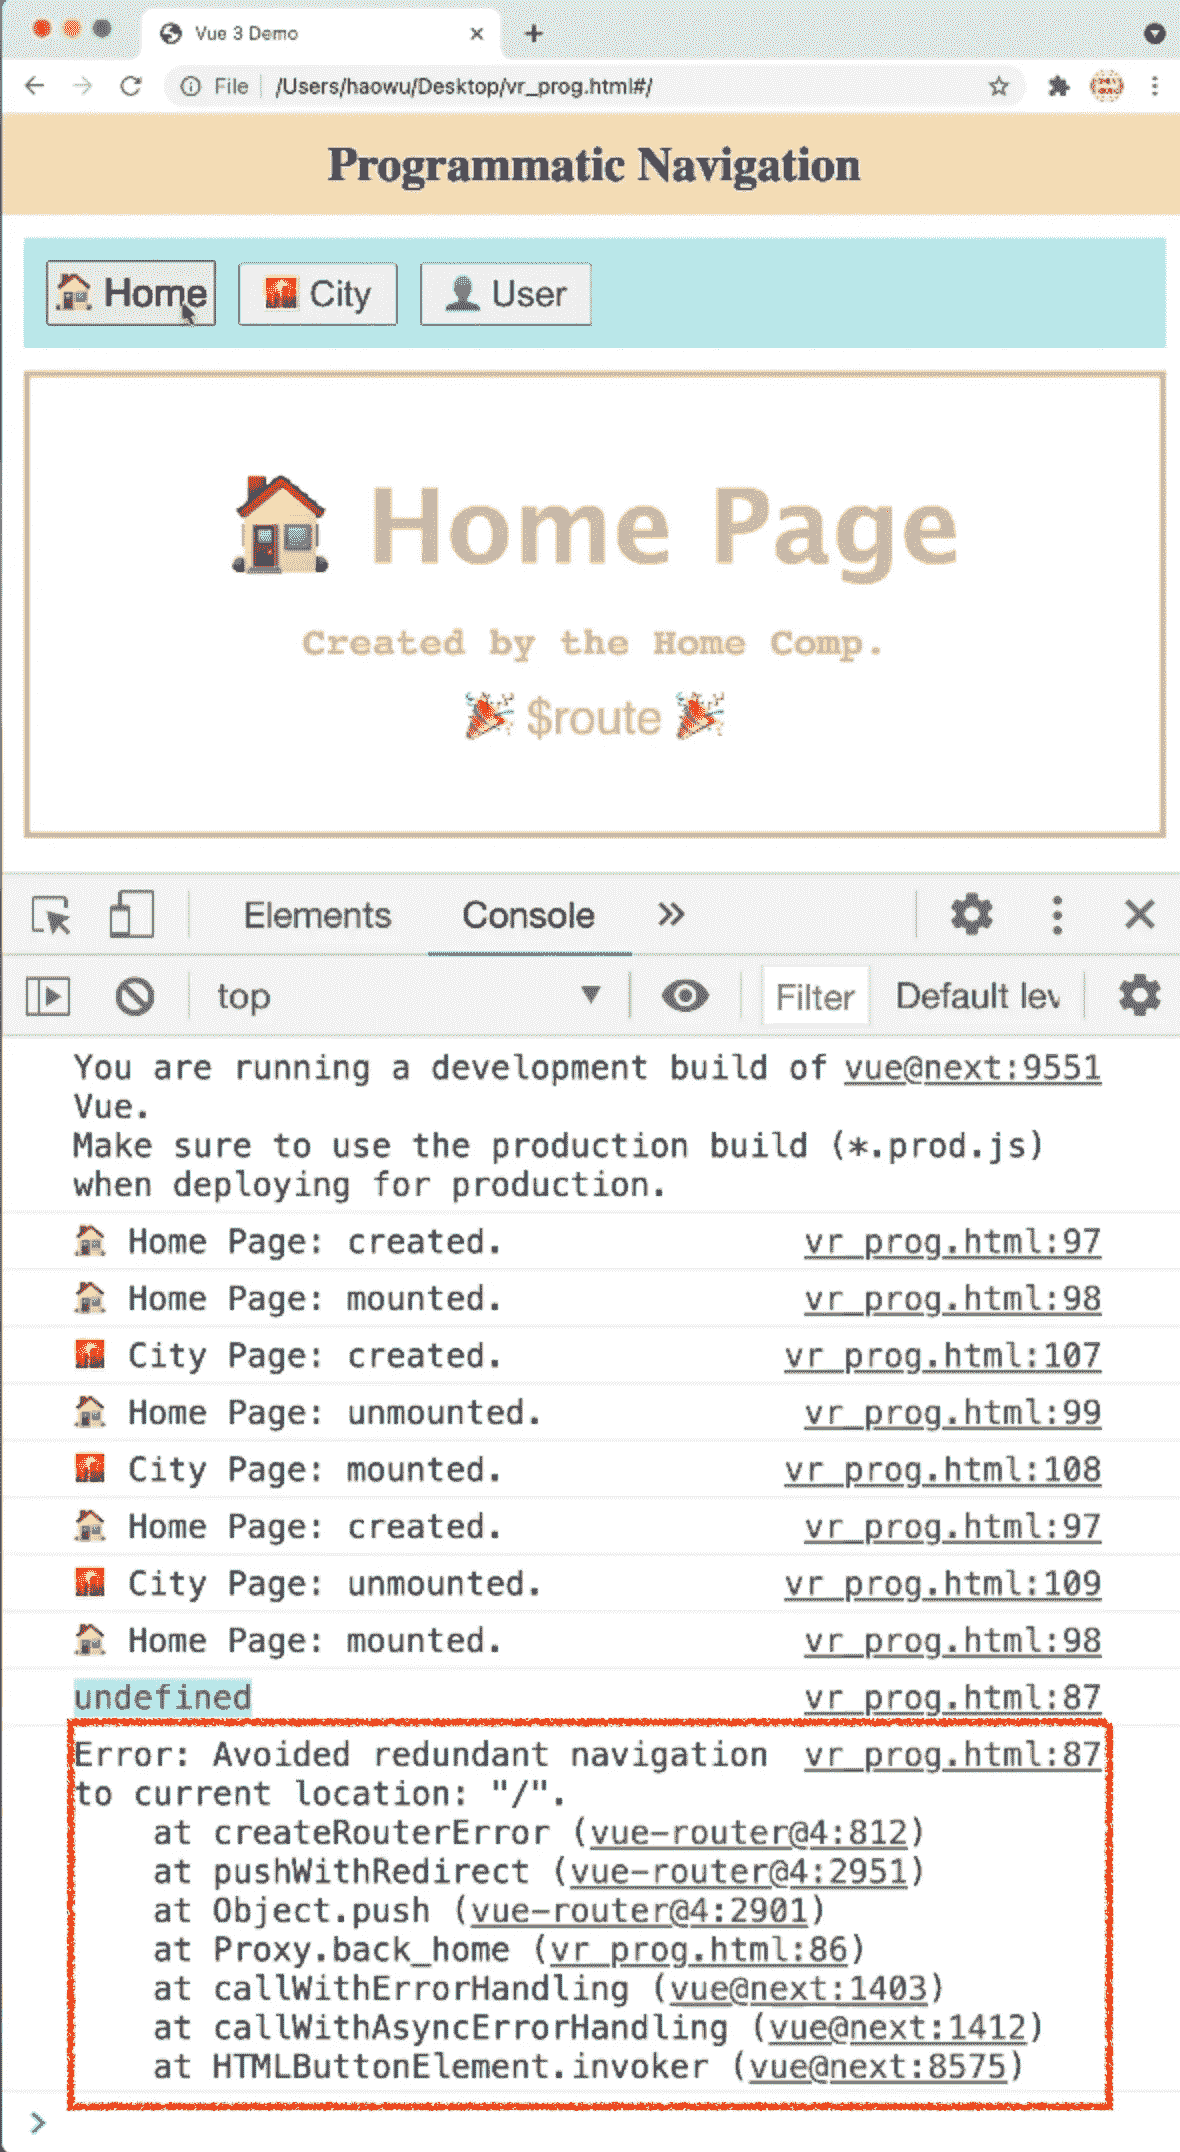 Vue 3 Demo
File /Users/haowu/Desktop/vr_prog.html#/
Programmatic Navigation
Home City User
Home Page
Created by the Home Comp.
$route
Elements Console
top Filter Default lev
You are running a development build of vue@next:9551
Vue.
Make sure to use the production build (*.prod.js)
when deploying for production.
Home Page: created. vr_prog.html:97
Home Page: mounted. vr_prog.html:98
City Page: created. vr_prog.html:107
Home Page: unmounted. vr_prog.html:99
City Page: mounted. vr_prog.html:108
Home Page: created. vr_prog.html:97
City Page: unmounted. vr_prog.html:109
Home Page: mounted. vr_prog.html:98
undefined vr_prog.html:87
Error: Avoided redundant navigation vr_prog.html:87
to current location: "/".
at createRouterError (vue-router@4:812)
at pushWithRedirect (vue-router@4:2951)
at Object.push (vue-router@4:2901)
at Proxy.back_home (vr_prog.html:86)
at callWithErrorHandling (vue@next:1403)
at callWithAsyncErrorHandling (vue@next:1412)
at HTMLButtonElement.invoker (vue@next:8575)